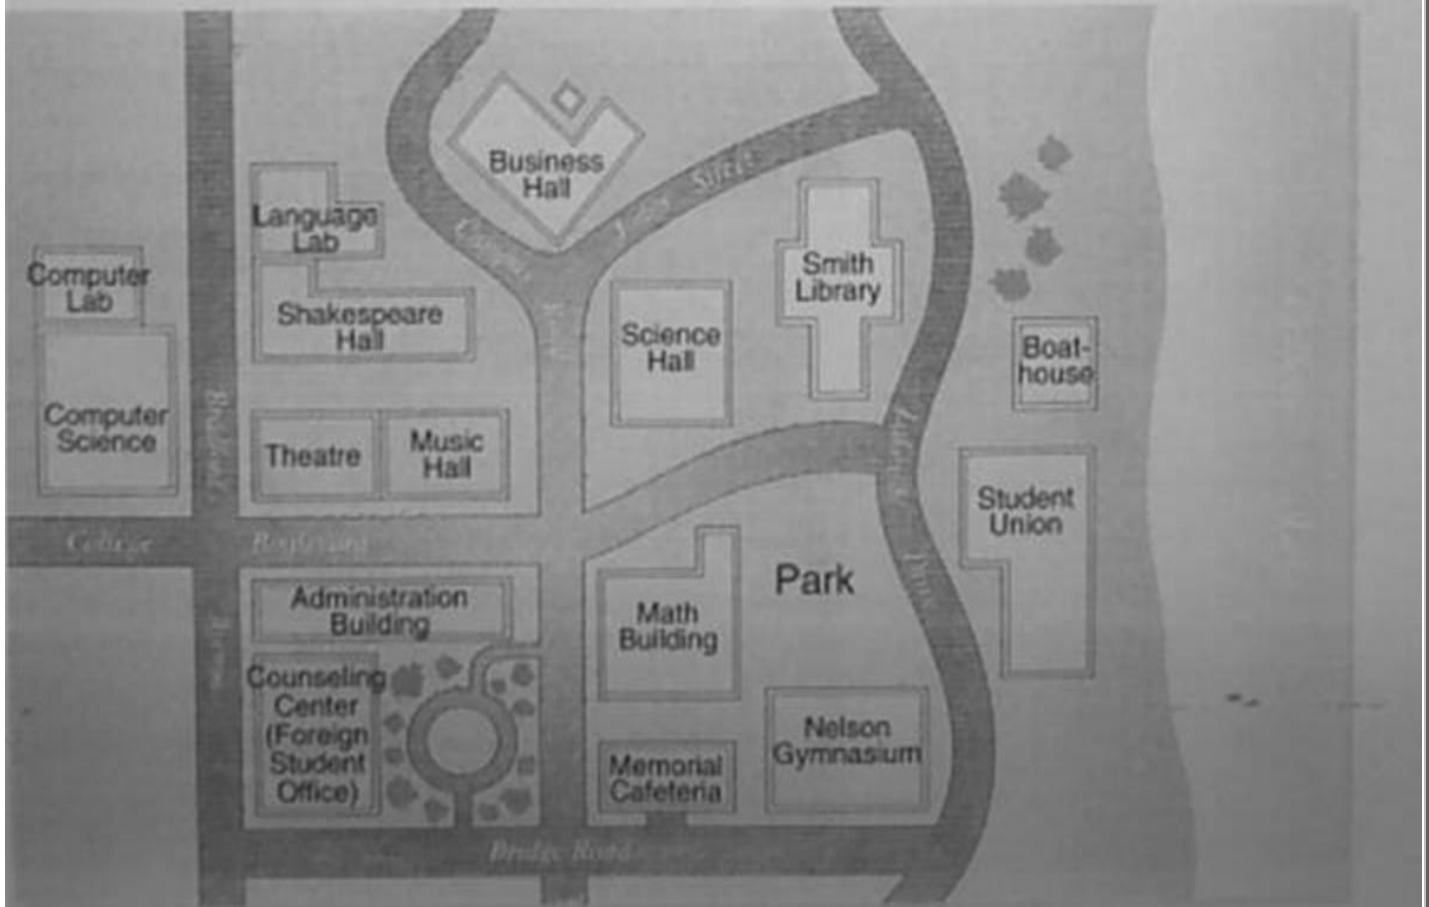 Business
Hall
Street
Language
Lab
Computer
Lab
Smith
Library
Shakespeare
Hall
Science
Hall
Boat-
house
Computer
Science
Theatre
Music
Hall
Student
Union
College
Boulevard
Park
Administration
Building
Math
Building
Drive
Counseling
Center
(Foreign
Student
Office)
Nelson
Gymnasium
Memorial
Cafeteria
Bridge Road